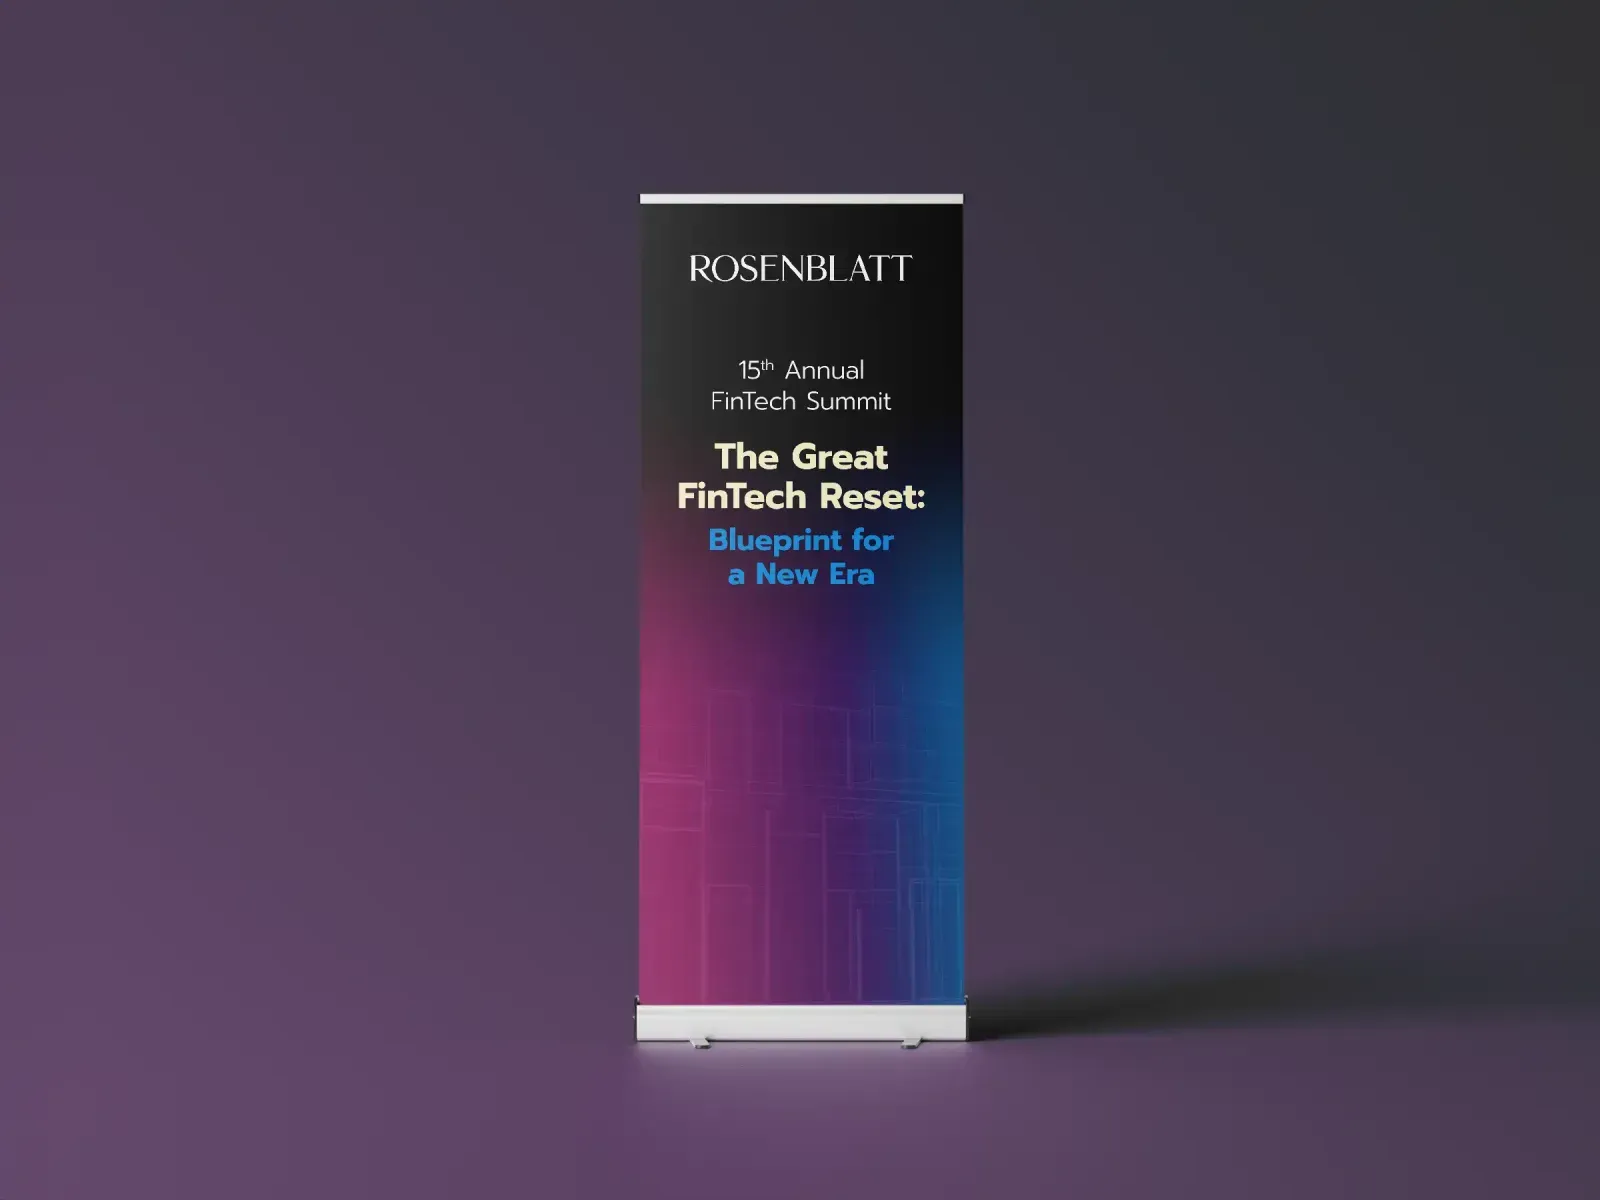 ROSENBLATT
15th Annual
FinTech Summit
The Great
FinTech Reset:
Blueprint for
a New Era